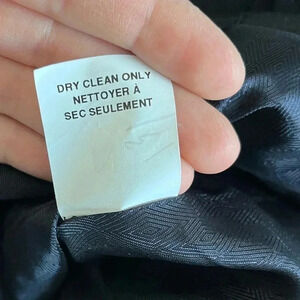 DRY CLEAN ONLY
NETTOYER À
SEC SEULEMENT